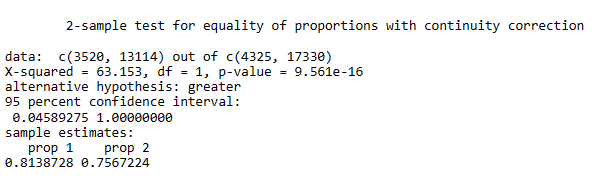 2-sample test for equality of proportions with continuity correction
data:  c(3520, 13114) out of c(4325, 17330)
X-squared = 63.153, df = 1, p-value = 9.561e-16
alternative hypothesis: greater
95 percent confidence interval:
 0.04589275 1.00000000
sample estimates:
   prop 1    prop 2
0.8138728 0.7567224